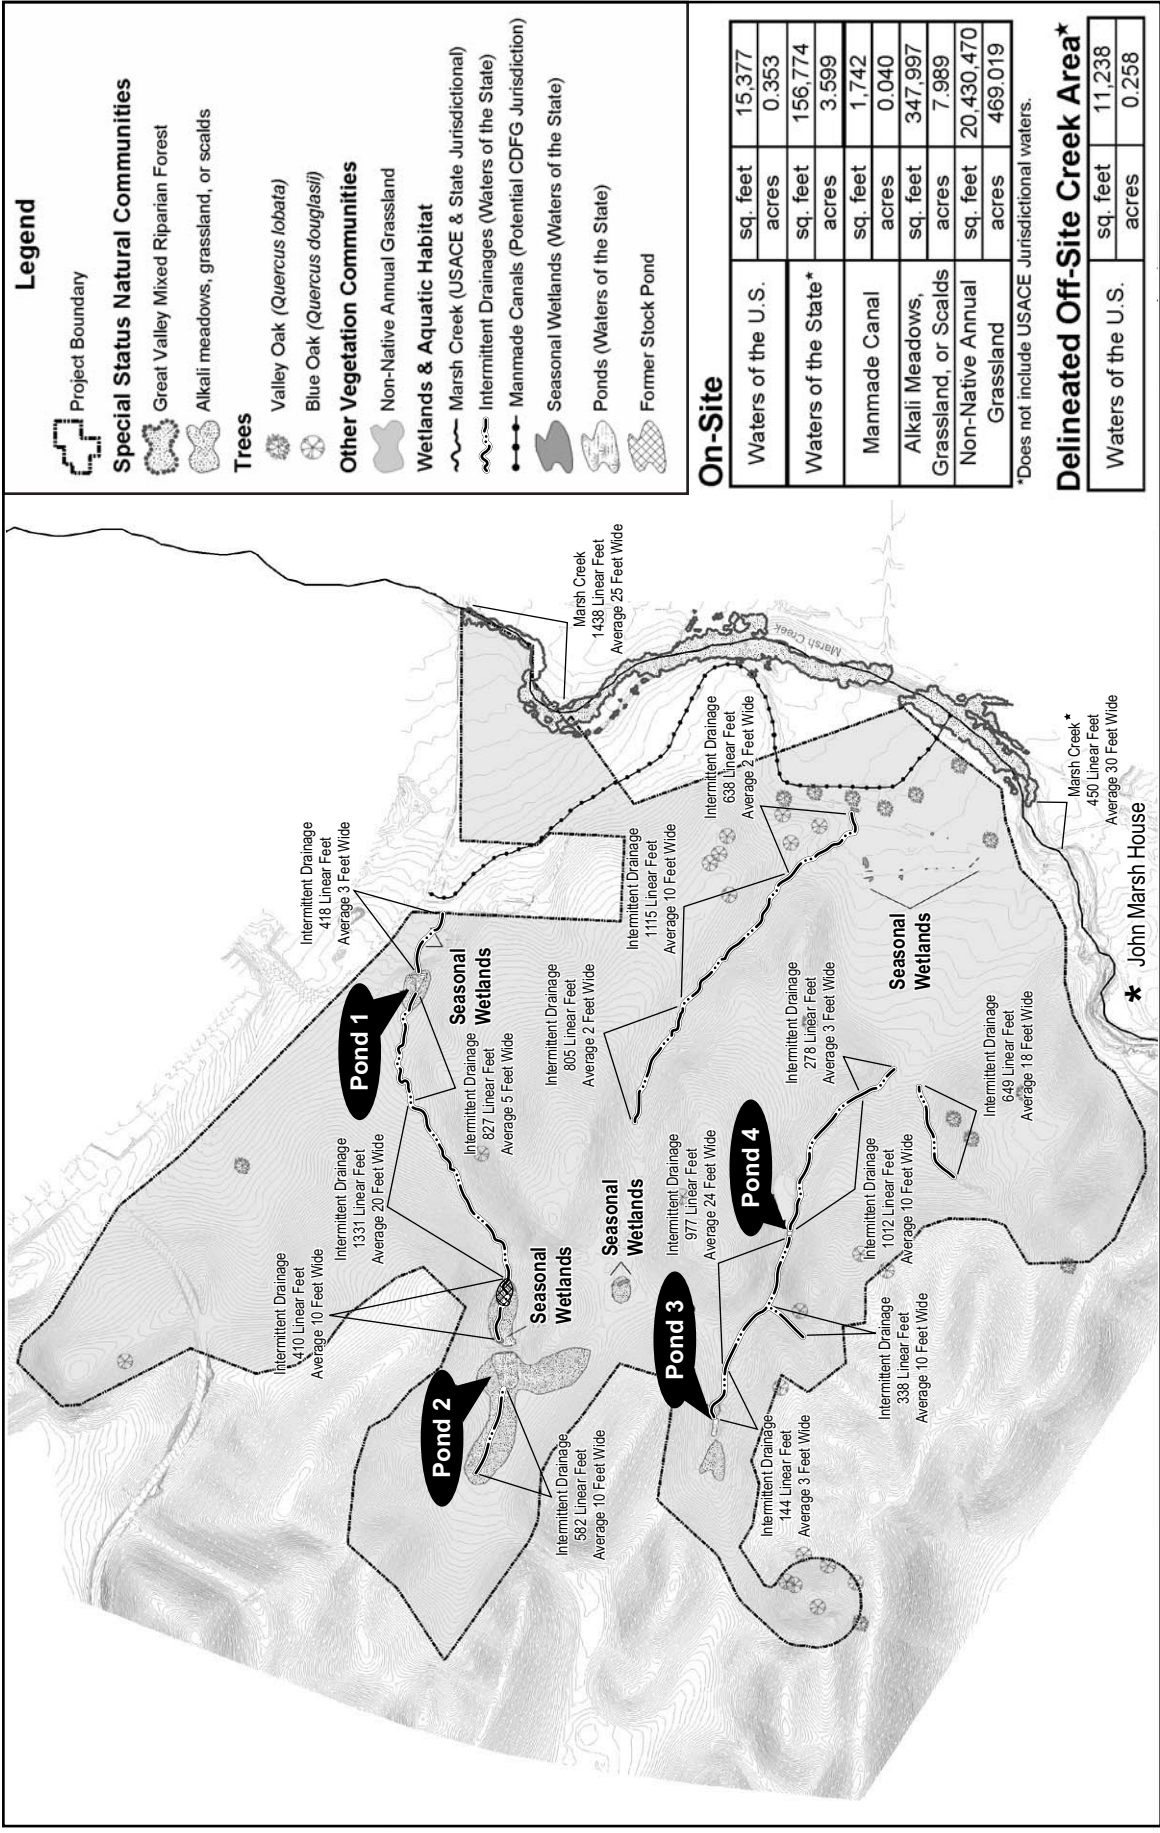 Legend
Project Boundary
Special Status Natural Communities
Great Valley Mixed Riparian Forest
Alkali meadows, grassland, or scalds
Trees
Valley Oak (Quercus lobata)
Blue Oak (Quercus douglasii)
Other Vegetation Communities
Non-Native Annual Grassland
Wetlands & Aquatic Habitat
Marsh Creek (USACE & State Jurisdictional)
Intermittent Drainages (Waters of the State)
Manmade Canals (Potential CDFG Jurisdiction)
Seasonal Wetlands (Waters of the State)
Ponds (Waters of the State)
Former Stock Pond
On-Site
Waters of the U.S. sq. feet 15,377
acres 0.353
Waters of the State* sq. feet 156,774
acres 3.599
Manmade Canal sq. feet 1,742
acres 0.040
Alkali Meadows, sq. feet 347,997
Grassland, or Scalds acres 7.989
Non-Native Annual sq. feet 20,430,470
Grassland acres 469.019
*Does not include USACE Jurisdictional waters.
Delineated Off-Site Creek Area★
Waters of the U.S. sq. feet 11,238
acres 0.258
Intermittent Drainage
410 Linear Feet
Average 10 Feet Wide
Intermittent Drainage
1331 Linear Feet
Average 20 Feet Wide
Pond 1
Intermittent Drainage
418 Linear Feet
Average 3 Feet Wide
Pond 2
Intermittent Drainage
827 Linear Feet
Average 5 Feet Wide
Seasonal
Wetlands
Intermittent Drainage
582 Linear Feet
Average 10 Feet Wide
Seasonal
Wetlands
Intermittent Drainage
805 Linear Feet
Average 2 Feet Wide
Marsh Creek
1438 Linear Feet
Average 25 Feet Wide
Seasonal
Wetlands
Intermittent Drainage
1115 Linear Feet
Average 10 Feet Wide
Pond 3
Intermittent Drainage
977 Linear Feet
Average 24 Feet Wide
Pond 4
Intermittent Drainage
638 Linear Feet
Average 2 Feet Wide
Marsh Creek
Intermittent Drainage
144 Linear Feet
Average 3 Feet Wide
Intermittent Drainage
278 Linear Feet
Average 3 Feet Wide
Intermittent Drainage
338 Linear Feet
Average 10 Feet Wide
Intermittent Drainage
1012 Linear Feet
Average 10 Feet Wide
Seasonal
Wetlands
Intermittent Drainage
649 Linear Feet
Average 18 Feet Wide
Marsh Creek★
450 Linear Feet
Average 30 Feet Wide
* John Marsh House